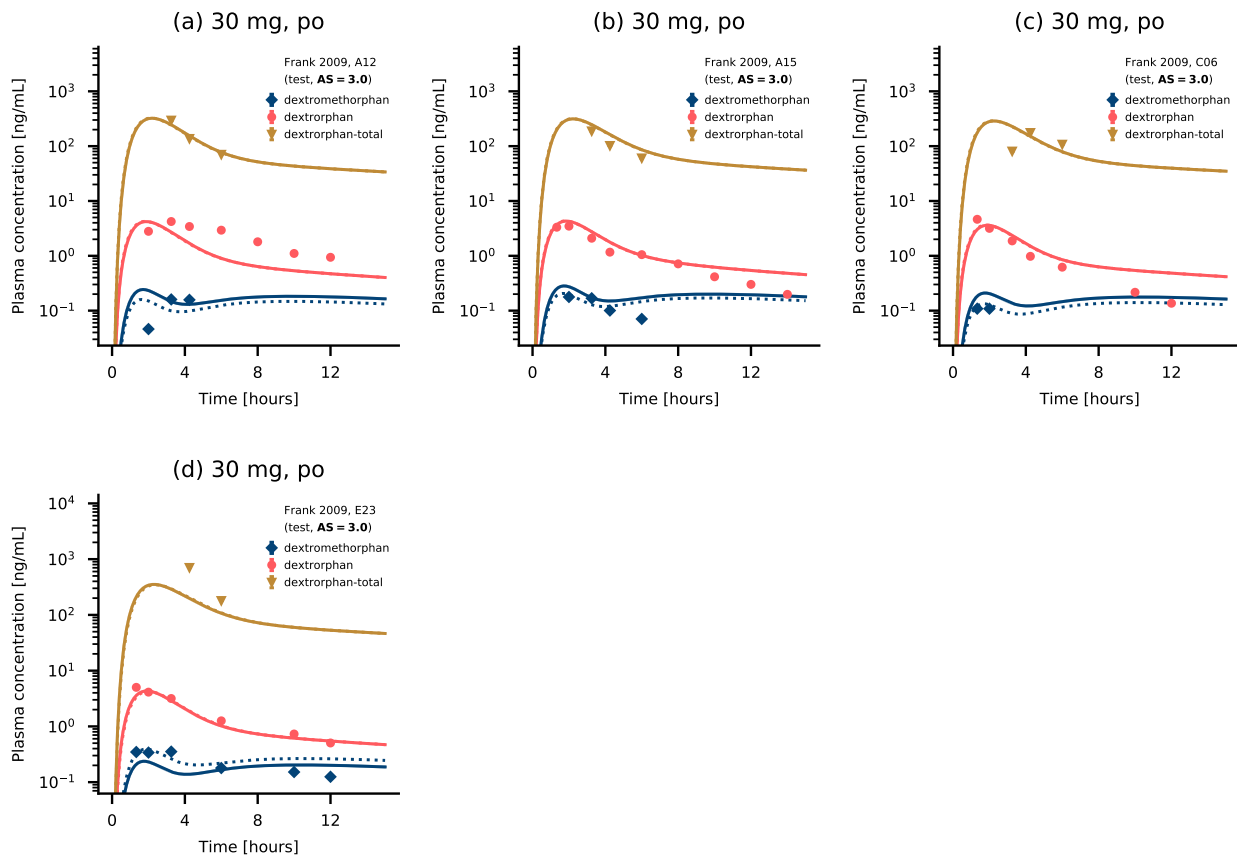 (a) 30 mg, po
Plasma concentration [ng/mL]
10³
10²
10¹
10⁰
10⁻¹
Frank 2009, A12
(test, AS = 3.0)
dextromethorphan
dextrorphan
dextrorphan-total
0 4 8 12
Time [hours]
(b) 30 mg, po
Plasma concentration [ng/mL]
10³
10²
10¹
10⁰
10⁻¹
Frank 2009, A15
(test, AS = 3.0)
dextromethorphan
dextrorphan
dextrorphan-total
0 4 8 12
Time [hours]
(c) 30 mg, po
Plasma concentration [ng/mL]
10³
10²
10¹
10⁰
10⁻¹
Frank 2009, C06
(test, AS = 3.0)
dextromethorphan
dextrorphan
dextrorphan-total
0 4 8 12
Time [hours]
(d) 30 mg, po
Plasma concentration [ng/mL]
10⁴
10³
10²
10¹
10⁰
10⁻¹
Frank 2009, E23
(test, AS = 3.0)
dextromethorphan
dextrorphan
dextrorphan-total
0 4 8 12
Time [hours]